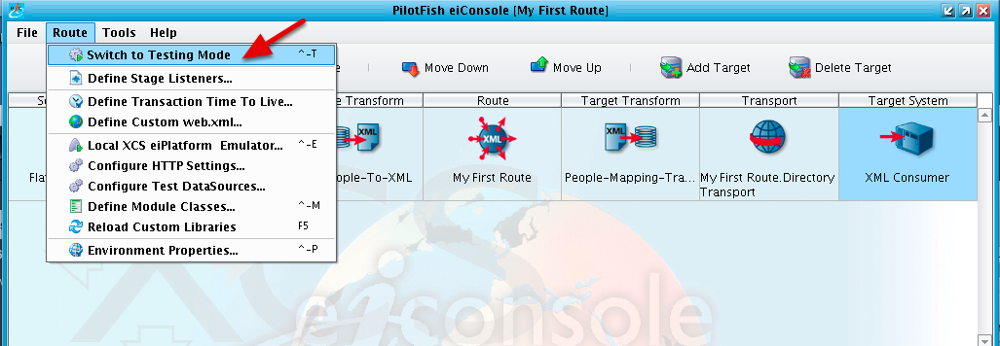 PilotFish eiConsole [My First Route]
File Route Tools Help
Switch to Testing Mode ^-T
Define Stage Listeners...
Define Transaction Time To Live...
Define Custom web.xml...
Local XCS eiPlatform Emulator... ^-E
Configure HTTP Settings...
Configure Test DataSources...
Define Module Classes... ^-M
Reload Custom Libraries F5
Environment Properties... ^-P
Move Down Move Up Add Target Delete Target
Transform Route Target Transform Transport Target System
XML XML XML
People-To-XML My First Route People-Mapping-Tra... My First Route.Directory Transport XML Consumer
eiconsole